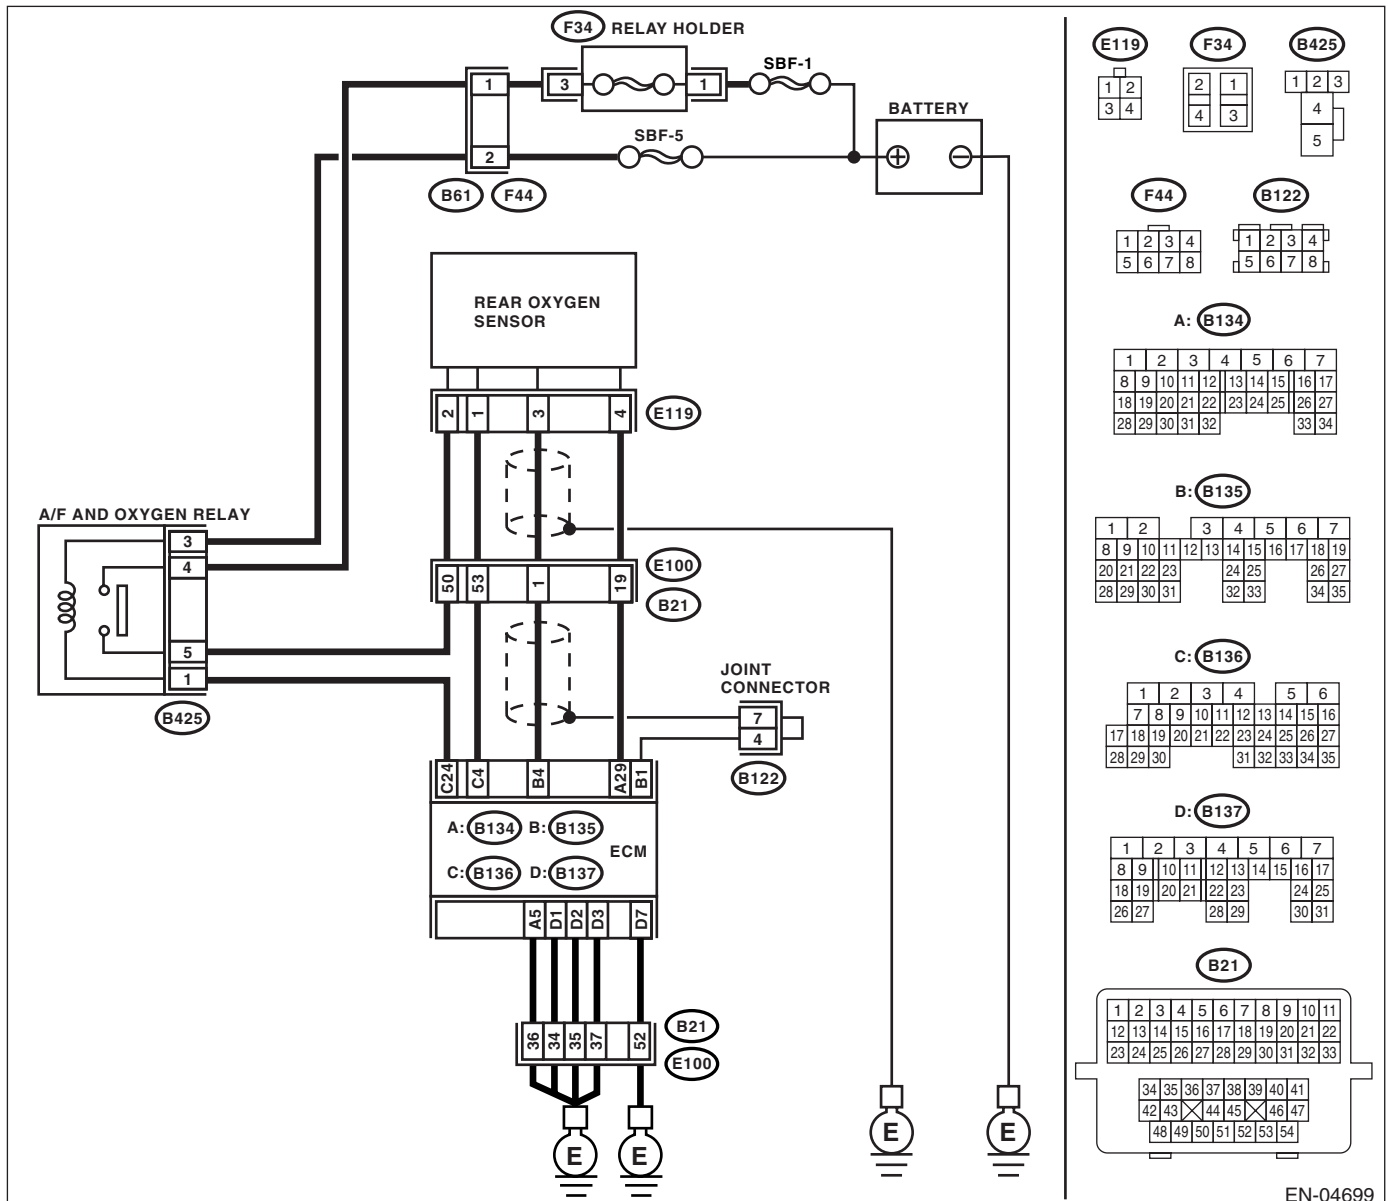 F34 RELAY HOLDER
SBF-1
1 3 1
BATTERY
SBF-5
2
B61 F44
REAR OXYGEN
SENSOR
2 1 3 4
E119
A/F AND OXYGEN RELAY
3
4
5
1
B425
E100
50 53 1 19
B21
JOINT
CONNECTOR
7
4
B122
C24 C4 B4 A29 B1
A: B134 B: B135
ECM
C: B136 D: B137
A5 D1 D2 D3 D7
36 34 35 37 52
B21
E100
E E E E
E119 F34 B425
1 2
3 4
2 1
4 3
1 2 3
4
5
F44 B122
1 2 3 4
5 6 7 8
1 2 3 4
5 6 7 8
A: B134
1 2 3 4 5 6 7
8 9 10 11 12 13 14 15 16 17
18 19 20 21 22 23 24 25 26 27
28 29 30 31 32 33 34
B: B135
1 2 3 4 5 6 7
8 9 10 11 12 13 14 15 16 17 18 19
20 21 22 23 24 25 26 27
28 29 30 31 32 33 34 35
C: B136
1 2 3 4 5 6
7 8 9 10 11 12 13 14 15 16
17 18 19 20 21 22 23 24 25 26 27
28 29 30 31 32 33 34 35
D: B137
1 2 3 4 5 6 7
8 9 10 11 12 13 14 15 16 17
18 19 20 21 22 23 24 25
26 27 28 29 30 31
B21
1 2 3 4 5 6 7 8 9 10 11
12 13 14 15 16 17 18 19 20 21 22
23 24 25 26 27 28 29 30 31 32 33
34 35 36 37 38 39 40 41
42 43 44 45 46 47
48 49 50 51 52 53 54
EN-04699